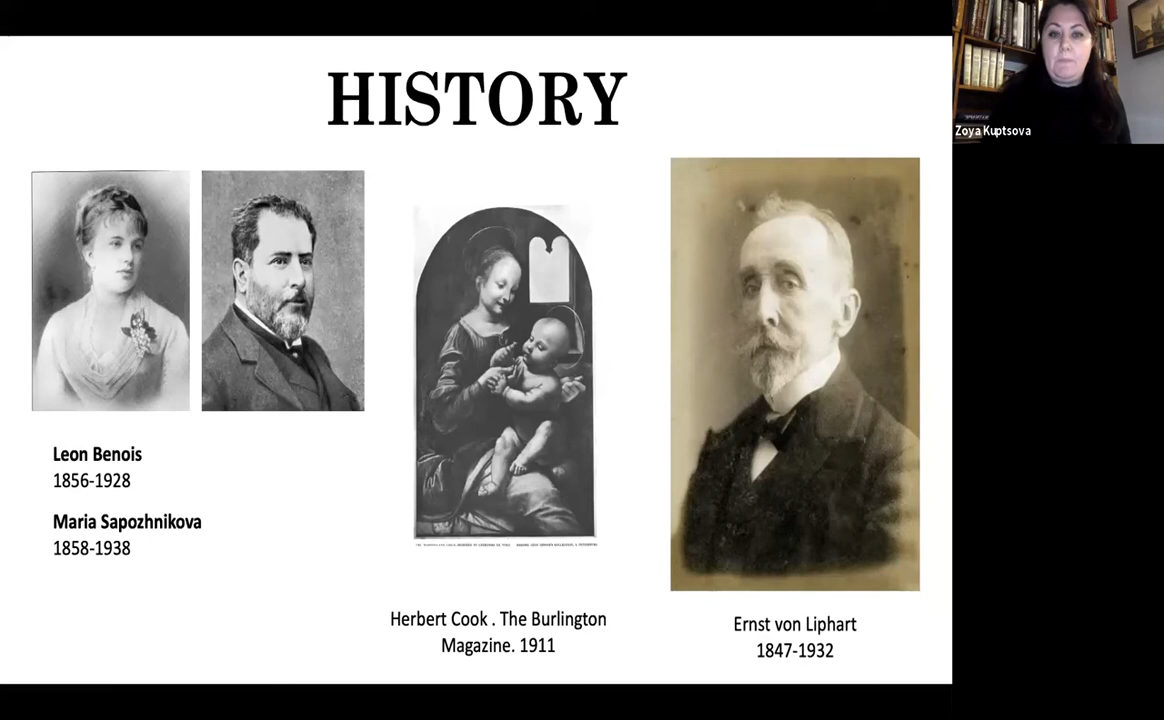 HISTORY
Zoya Kuptsova
Leon Benois
1856-1928
Maria Sapozhnikova
1858-1938
Herbert Cook . The Burlington
Magazine. 1911
Ernst von Liphart
1847-1932